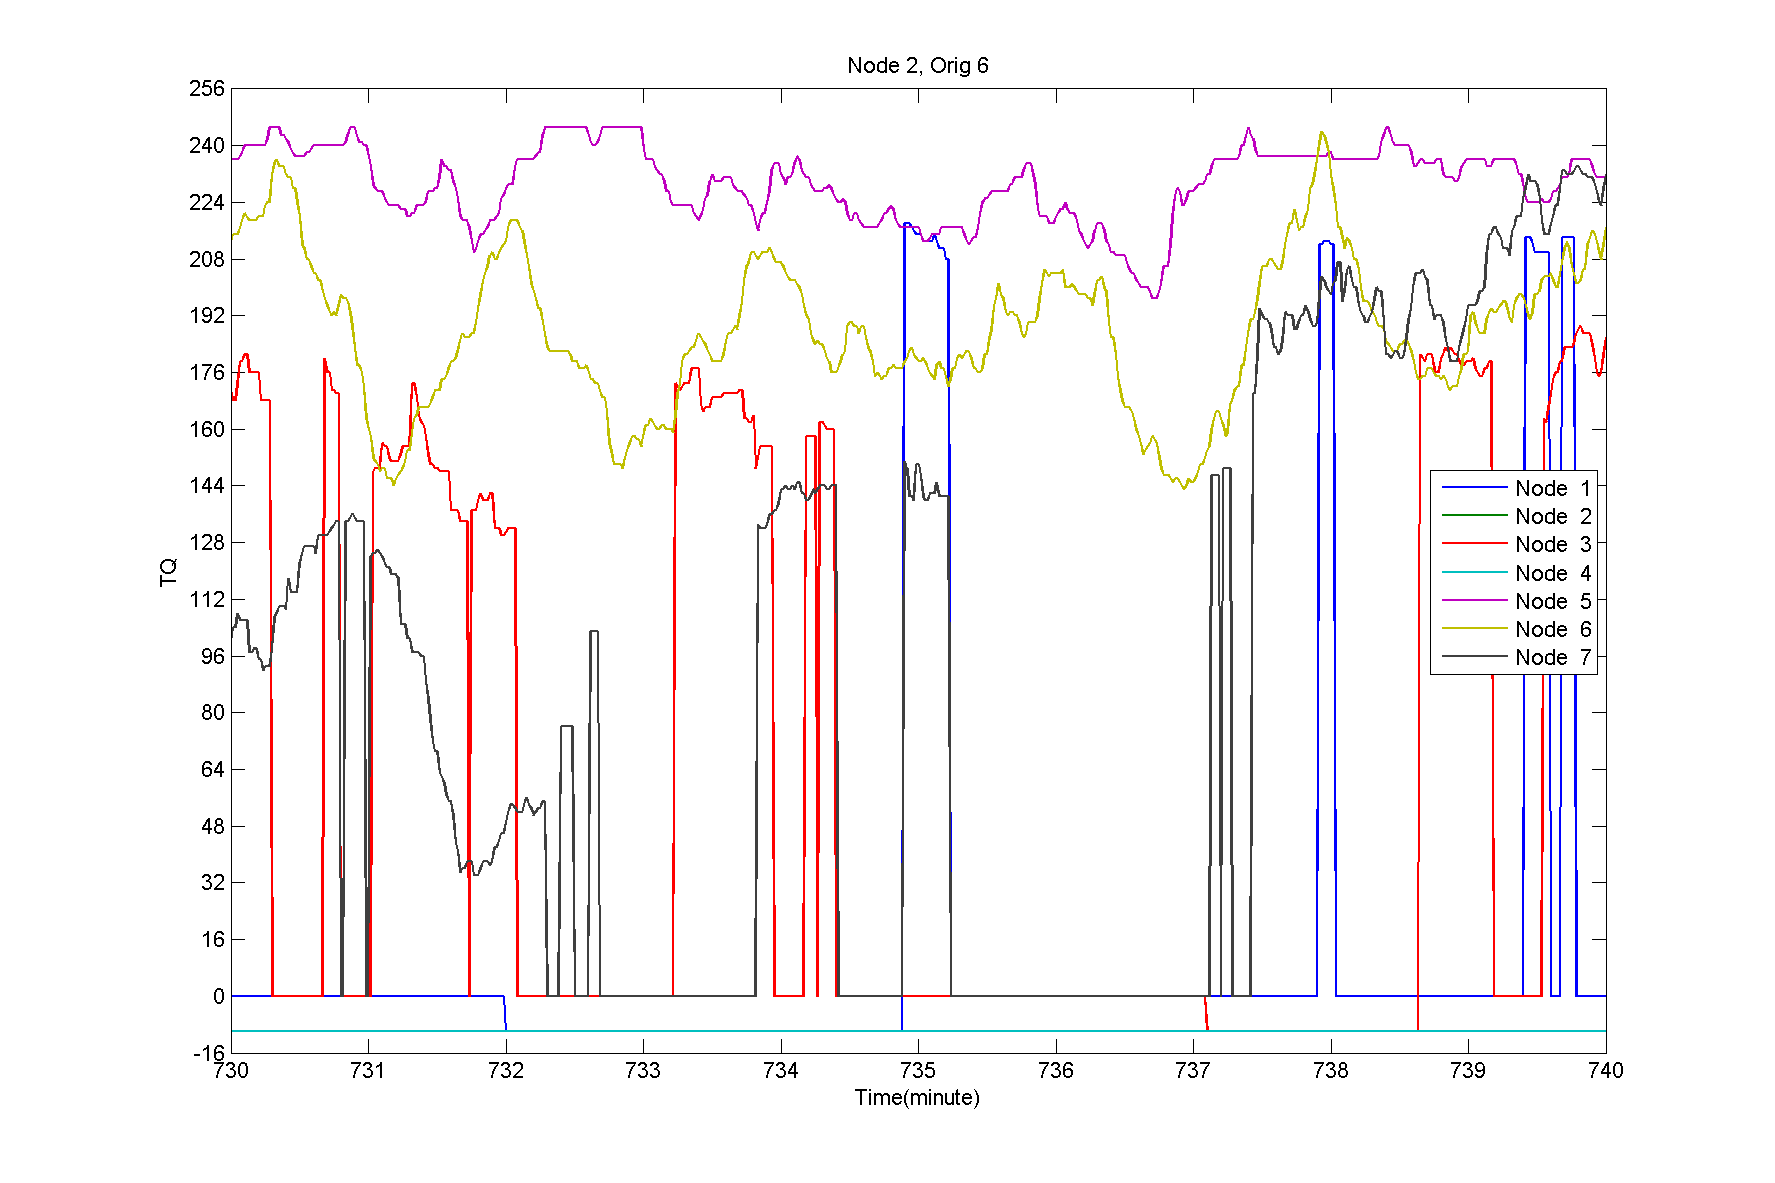 Node 2, Orig 6
256
240
224
208
192
176
160
144
128
112
96
80
64
48
32
16
0
-16
TQ
Node 1
Node 2
Node 3
Node 4
Node 5
Node 6
Node 7
730 731 732 733 734 735 736 737 738 739 740
Time(minute)